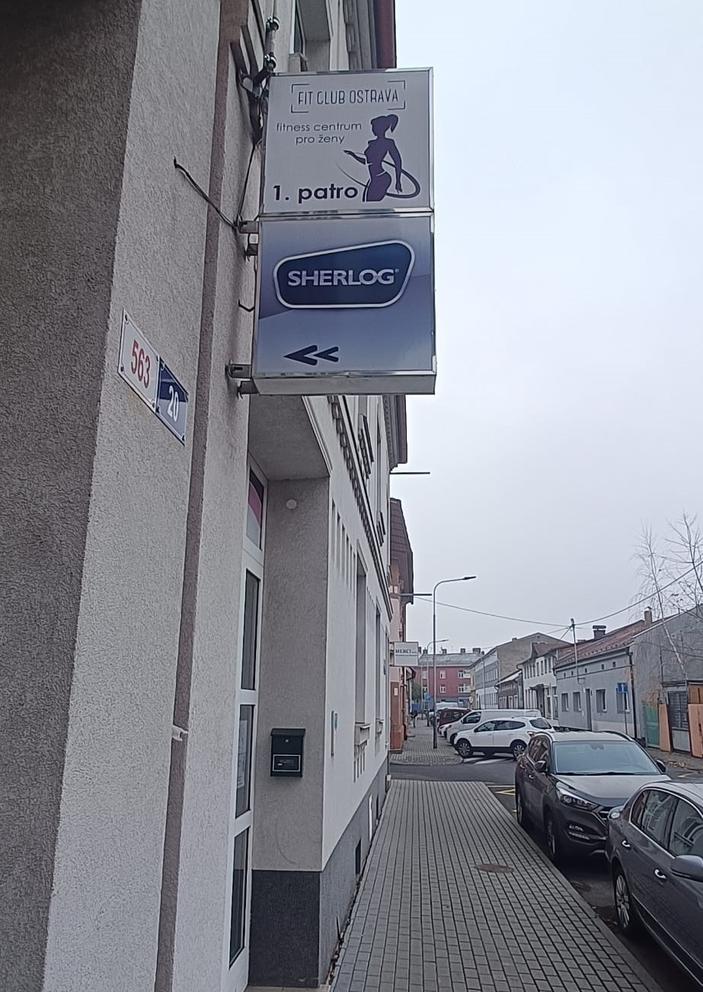 FIT CLUB OSTRAVA
fitness centrum
pro ženy
1. patro
SHERLOG®
563
20